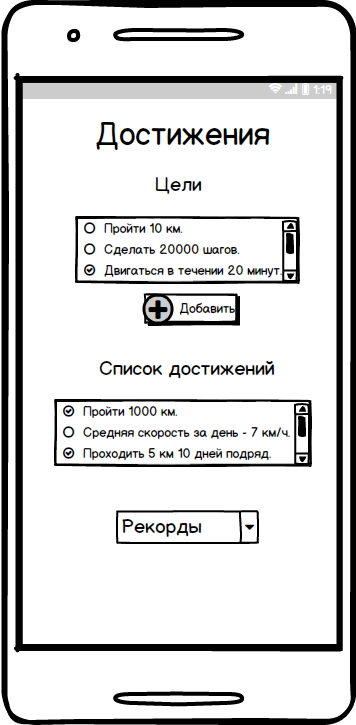 1:19
Достижения
Цели
Пройти 10 км.
Сделать 20000 шагов.
Двигаться в течении 20 минут.
Добавить
Список достижений
Пройти 1000 км.
Средняя скорость за день - 7 км/ч.
Проходить 5 км 10 дней подряд.
Рекорды